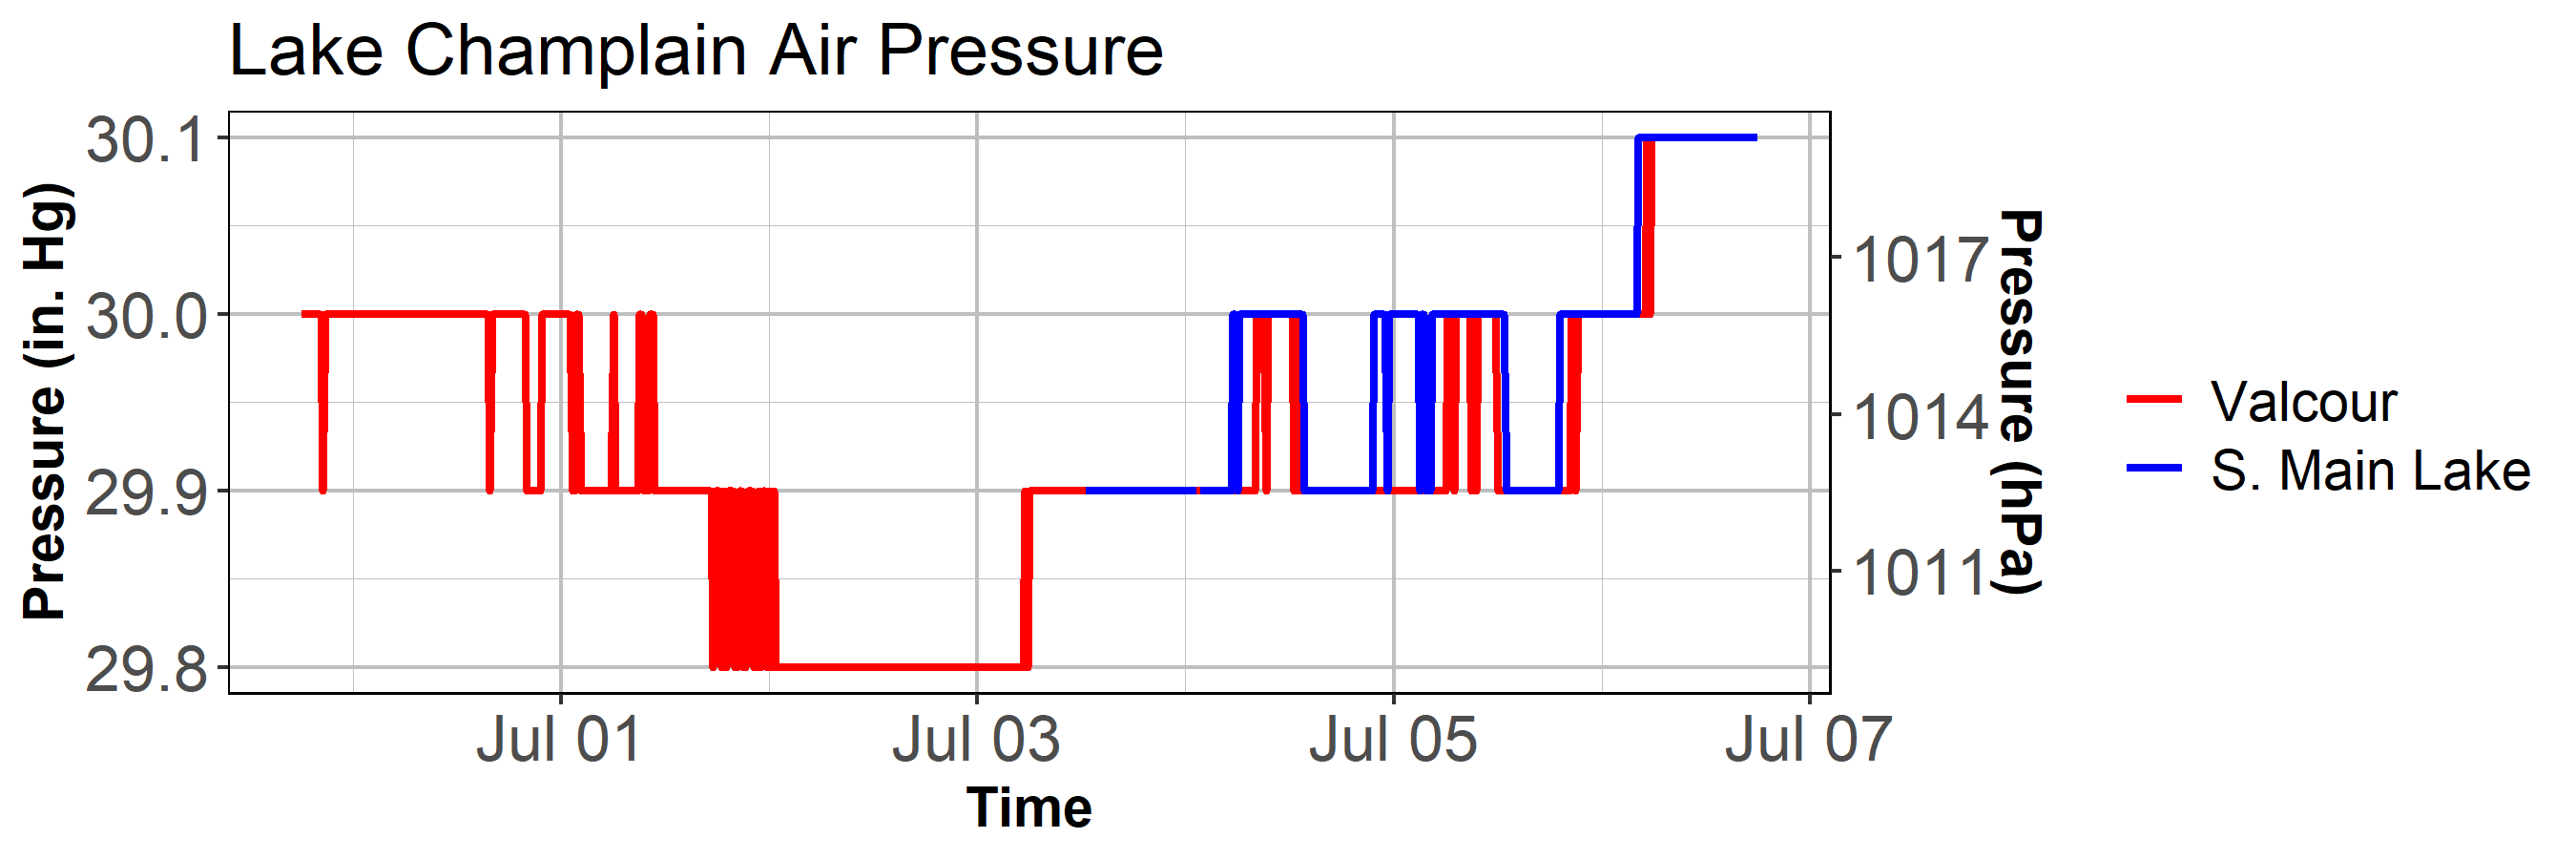 Lake Champlain Air Pressure
30.1
30.0
29.9
29.8
Pressure (in. Hg)
1017
1014
1011
Pressure (hPa)
Jul 01
Jul 03
Jul 05
Jul 07
Time
Valcour
S. Main Lake